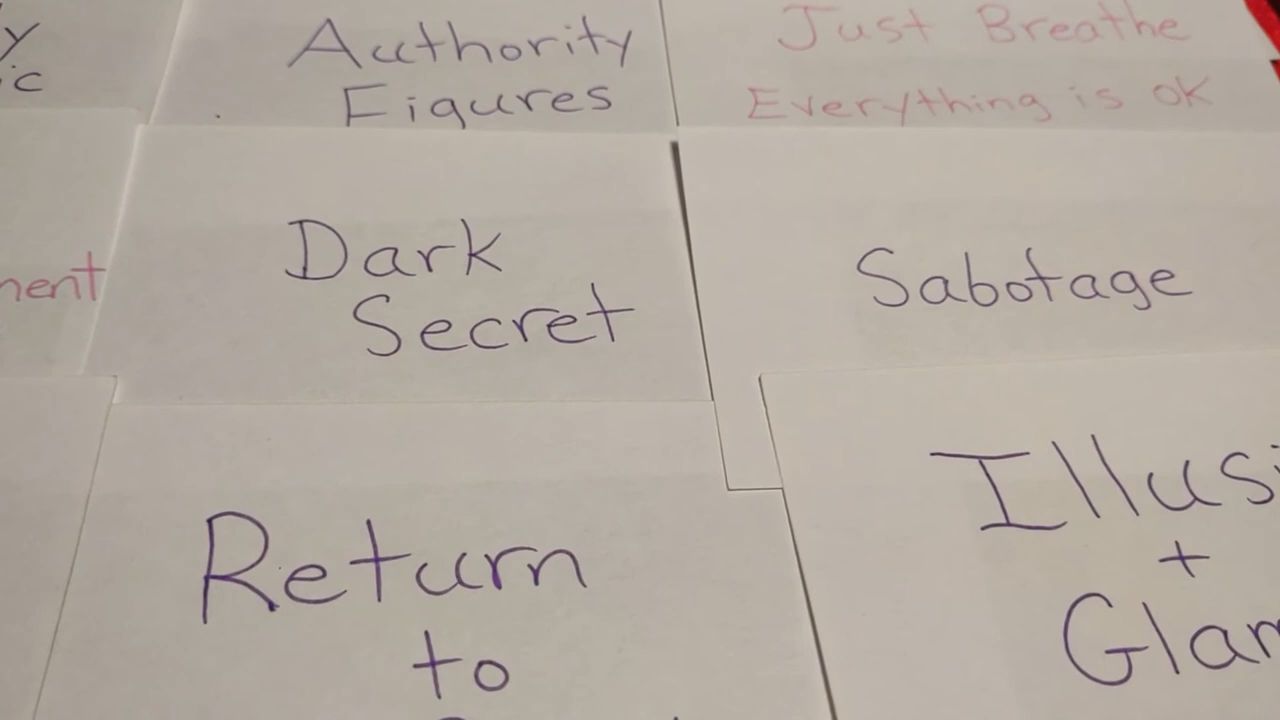 Authority
Figures
Just Breathe
Everything is OK
Dark
Secret
Sabotage
Return
to
+